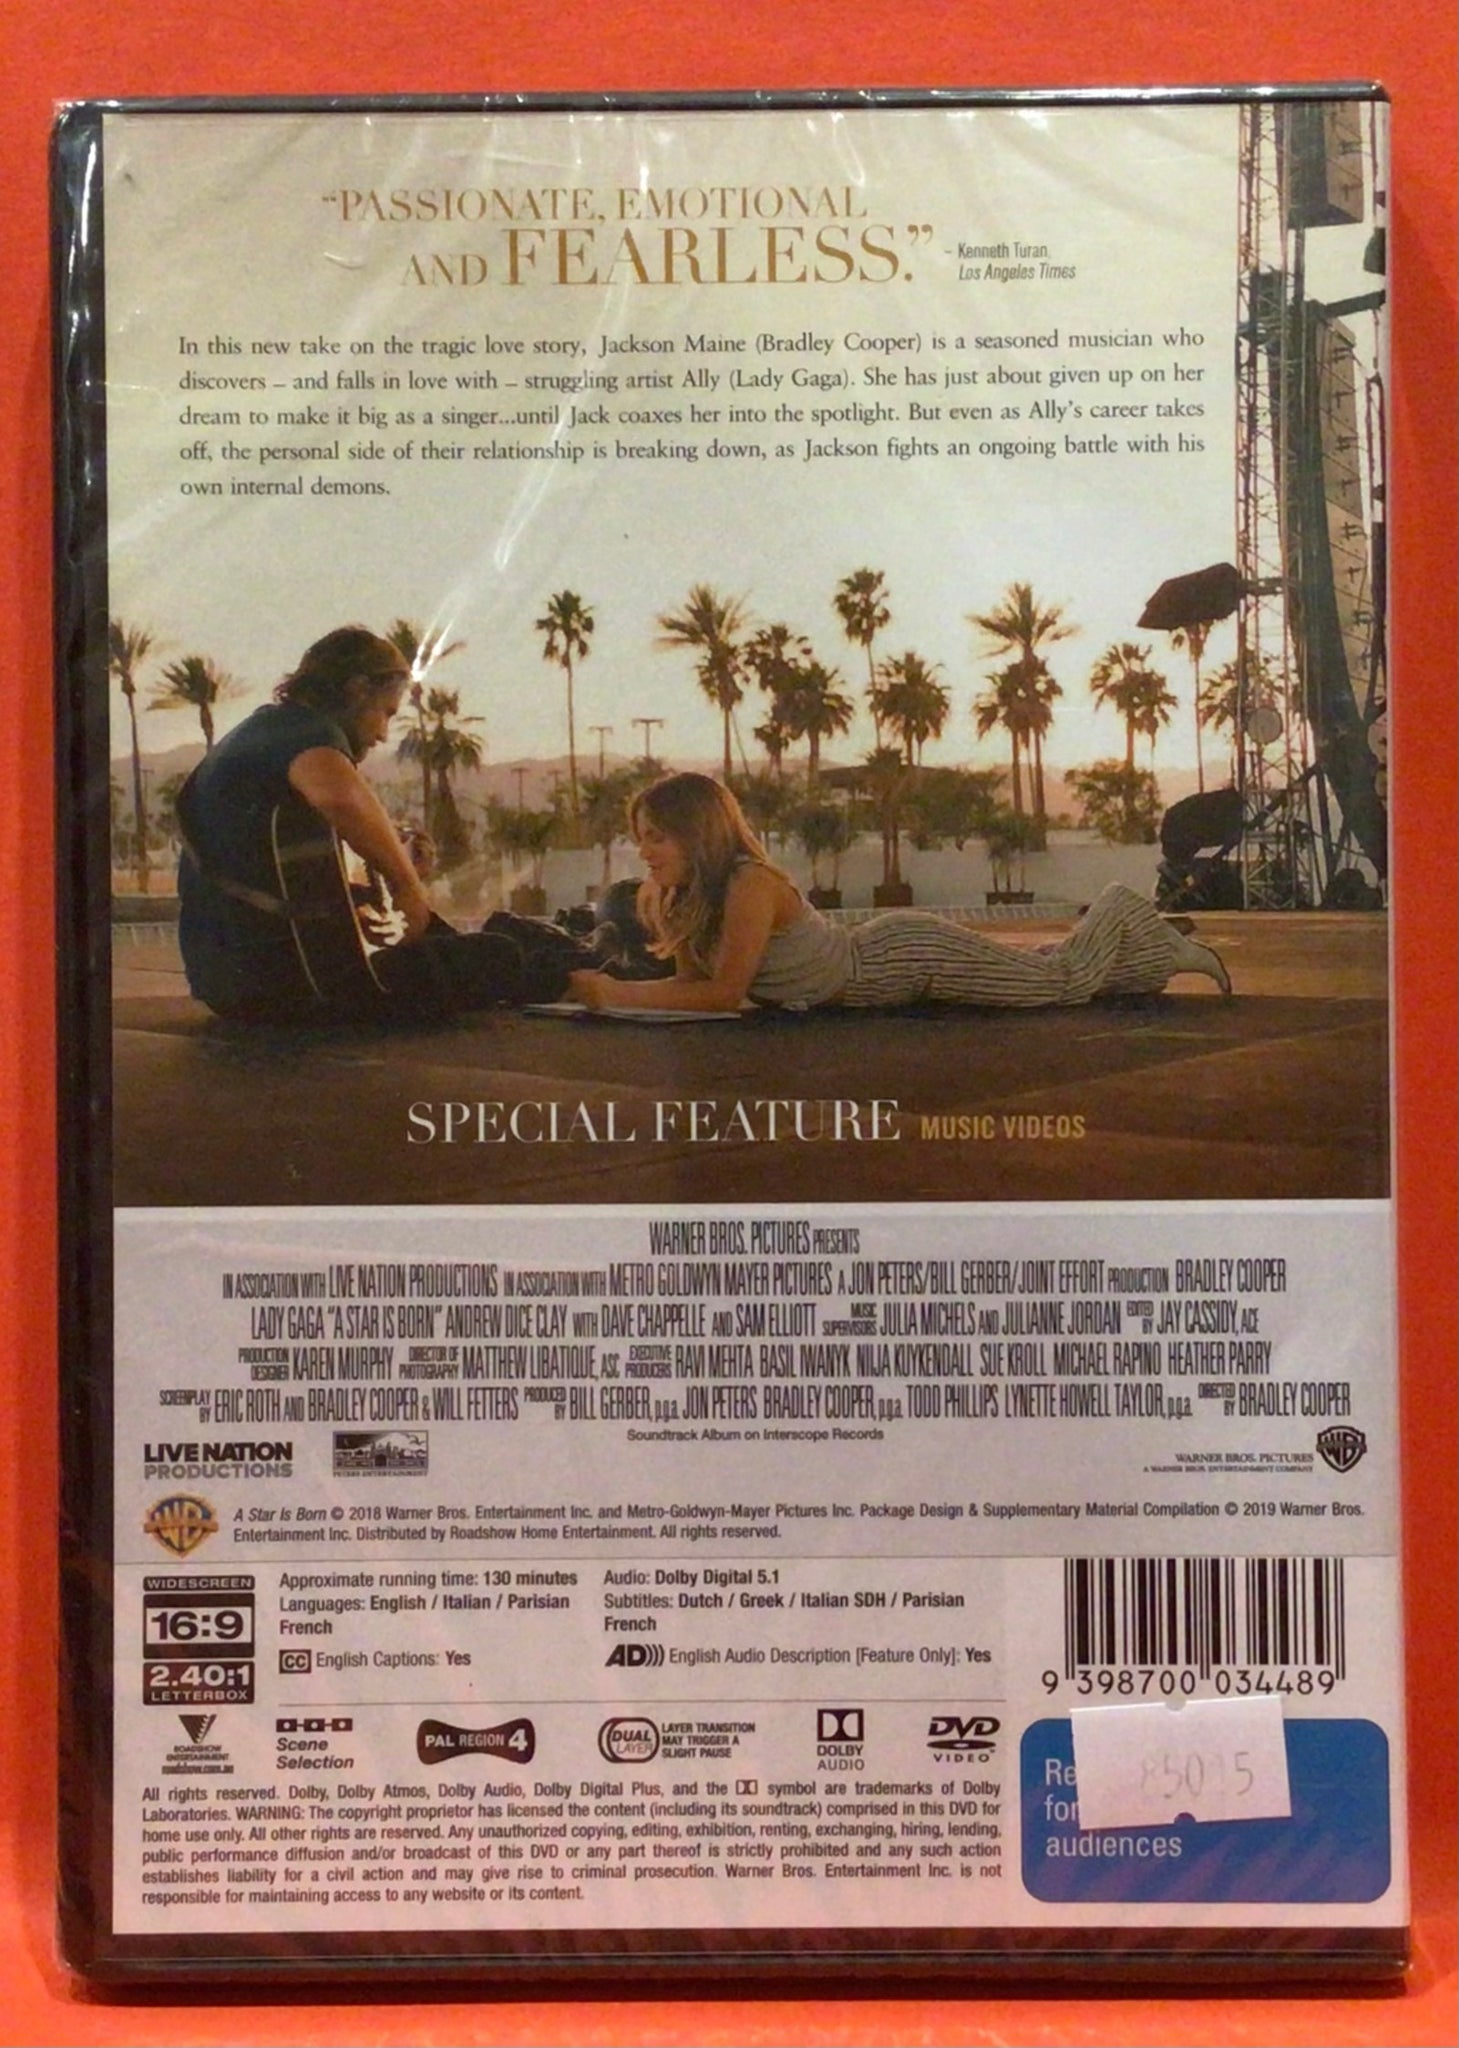 “PASSIONATE, EMOTIONAL
AND FEARLESS.” – Kenneth Turan,
Los Angeles Times
In this new take on the tragic love story, Jackson Maine (Bradley Cooper) is a seasoned musician who
discovers – and falls in love with – struggling artist Ally (Lady Gaga). She has just about given up on her
dream to make it big as a singer...until Jack coaxes her into the spotlight. But even as Ally’s career takes
off, the personal side of their relationship is breaking down, as Jackson fights an ongoing battle with his
own internal demons.
SPECIAL FEATURE MUSIC VIDEOS
WARNER BROS. PICTURES PRESENTS
IN ASSOCIATION WITH LIVE NATION PRODUCTIONS IN ASSOCIATION WITH METRO GOLDWYN MAYER PICTURES A JON PETERS/BILL GERBER/JOINT EFFORT PRODUCTION BRADLEY COOPER
LADY GAGA “A STAR IS BORN” ANDREW DICE CLAY WITH DAVE CHAPPELLE AND SAM ELLIOTT MUSIC SUPERVISORS JULIA MICHELS AND JULIANNE JORDAN EDITED BY JAY CASSIDY, ACE
PRODUCTION DESIGNER KAREN MURPHY DIRECTOR OF PHOTOGRAPHY MATTHEW LIBATIQUE, ASC EXECUTIVE PRODUCERS RAVI MEHTA BASIL IWANYK NIIJA KUYKENDALL SUE KROLL MICHAEL RAPINO HEATHER PARRY
SCREENPLAY BY ERIC ROTH AND BRADLEY COOPER & WILL FETTERS PRODUCED BY BILL GERBER, p.g.a. JON PETERS BRADLEY COOPER, p.g.a. TODD PHILLIPS LYNETTE HOWELL TAYLOR, p.g.a. DIRECTED BY BRADLEY COOPER
Soundtrack Album on Interscope Records
LIVE NATION
PRODUCTIONS
PETERS ENTERTAINMENT
WARNER BROS. PICTURES
A WARNER BROS. ENTERTAINMENT COMPANY
WB
WB
A Star Is Born © 2018 Warner Bros. Entertainment Inc. and Metro-Goldwyn-Mayer Pictures Inc. Package Design & Supplementary Material Compilation © 2019 Warner Bros.
Entertainment Inc. Distributed by Roadshow Home Entertainment. All rights reserved.
WIDESCREEN
16:9
2.40:1
LETTERBOX
Approximate running time: 130 minutes
Languages: English / Italian / Parisian
French
CC English Captions: Yes
Audio: Dolby Digital 5.1
Subtitles: Dutch / Greek / Italian SDH / Parisian
French
AD))) English Audio Description [Feature Only]: Yes
9 398700 034489
ROADSHOW
ENTERTAINMENT
roadshow.com.au
Scene
Selection
PAL REGION 4
DUAL
LAYER
LAYER TRANSITION
MAY TRIGGER A
SLIGHT PAUSE
DOLBY
AUDIO
DVD
VIDEO
All rights reserved. Dolby, Dolby Atmos, Dolby Audio, Dolby Digital Plus, and the symbol are trademarks of Dolby
Laboratories. WARNING: The copyright proprietor has licensed the content (including its soundtrack) comprised in this DVD for
home use only. All other rights are reserved. Any unauthorized copying, editing, exhibition, renting, exchanging, hiring, lending,
public performance diffusion and/or broadcast of this DVD or any part thereof is strictly prohibited and any such action
establishes liability for a civil action and may give rise to criminal prosecution. Warner Bros. Entertainment Inc. is not
responsible for maintaining access to any website or its content.
for
audiences